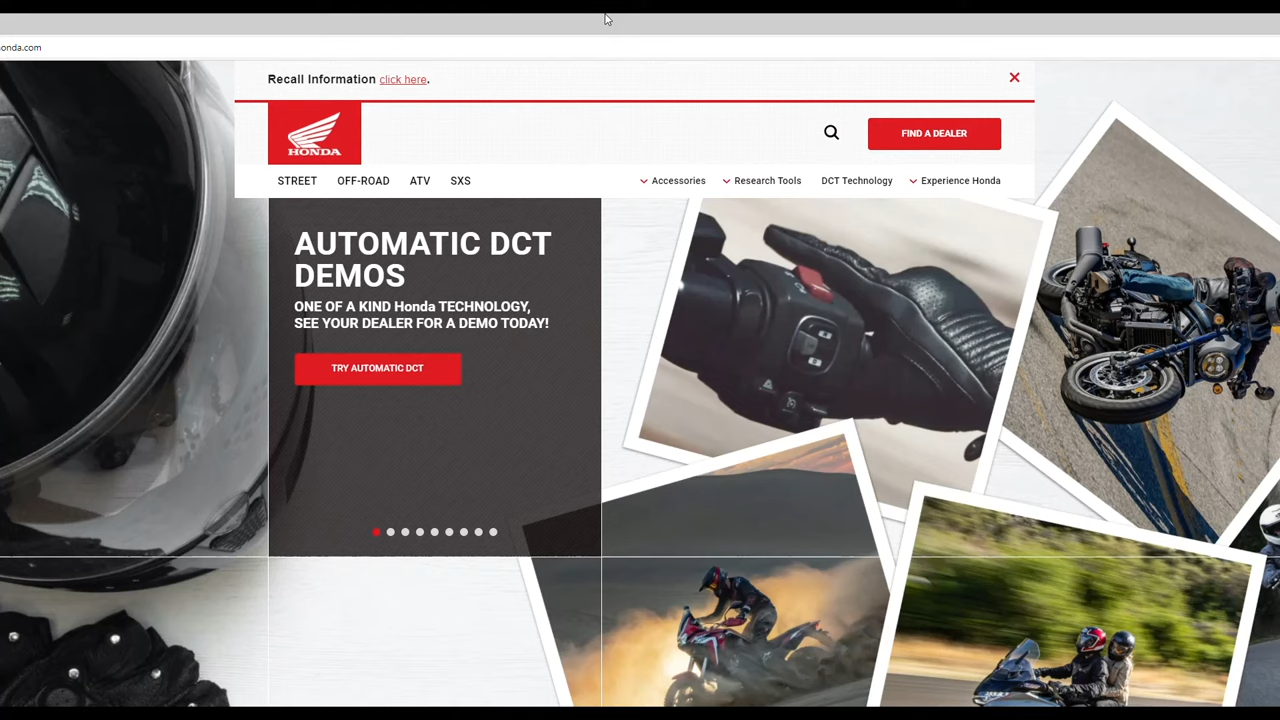 onda.com
Recall Information click here.
HONDA
FIND A DEALER
STREET OFF-ROAD ATV SXS
Accessories Research Tools DCT Technology Experience Honda
AUTOMATIC DCT
DEMOS
ONE OF A KIND Honda TECHNOLOGY,
SEE YOUR DEALER FOR A DEMO TODAY!
TRY AUTOMATIC DCT